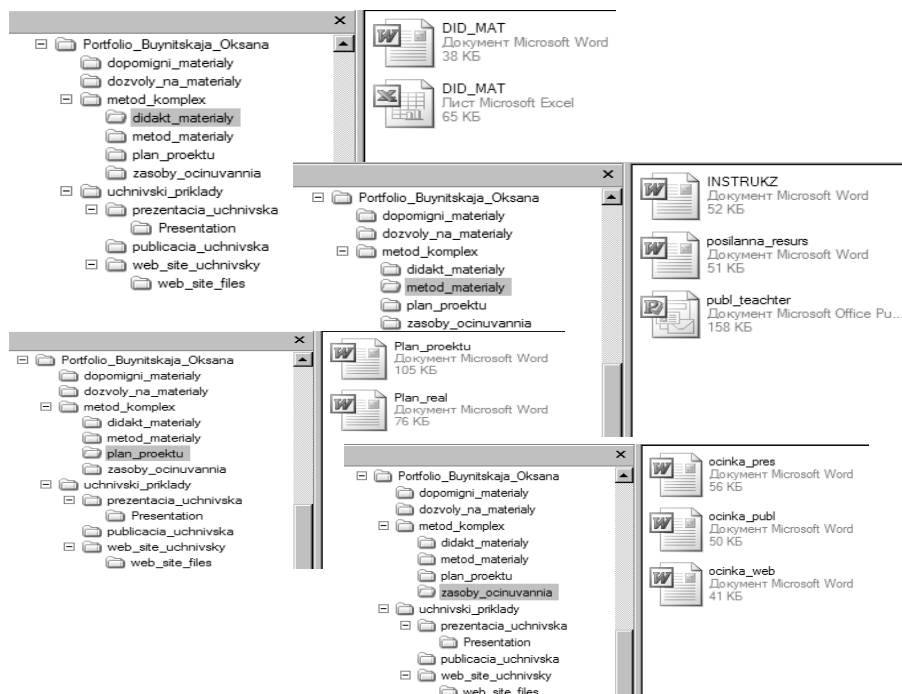 Portfolio_Buynitskaja_Oksana
dopomigni_materialy
dozvoly_na_materialy
metod_komplex
didakt_materialy
metod_materialy
plan_proektu
zasoby_ocinuvannia
uchnivski_priklady
prezentacia_uchnivska
Presentation
publicacia_uchnivska
web_site_uchnivsky
web_site_files
DID_MAT
Документ Microsoft Word
38 КБ
DID_MAT
Лист Microsoft Excel
65 КБ
Portfolio_Buynitskaja_Oksana
dopomigni_materialy
dozvoly_na_materialy
metod_komplex
didakt_materialy
metod_materialy
plan_proektu
zasoby_ocinuvannia
INSTRUKZ
Документ Microsoft Word
52 КБ
posilanna_resurs
Документ Microsoft Word
51 КБ
publ_teachter
Документ Microsoft Office Pu...
158 КБ
Portfolio_Buynitskaja_Oksana
dopomigni_materialy
dozvoly_na_materialy
metod_komplex
didakt_materialy
metod_materialy
plan_proektu
zasoby_ocinuvannia
uchnivski_priklady
prezentacia_uchnivska
Presentation
publicacia_uchnivska
web_site_uchnivsky
web_site_files
Plan_proektu
Документ Microsoft Word
105 КБ
Plan_real
Документ Microsoft Word
76 КБ
Portfolio_Buynitskaja_Oksana
dopomigni_materialy
dozvoly_na_materialy
metod_komplex
didakt_materialy
metod_materialy
plan_proektu
zasoby_ocinuvannia
uchnivski_priklady
prezentacia_uchnivska
Presentation
publicacia_uchnivska
web_site_uchnivsky
web_site_files
ocinka_pres
Документ Microsoft Word
56 КБ
ocinka_publ
Документ Microsoft Word
50 КБ
ocinka_web
Документ Microsoft Word
41 КБ